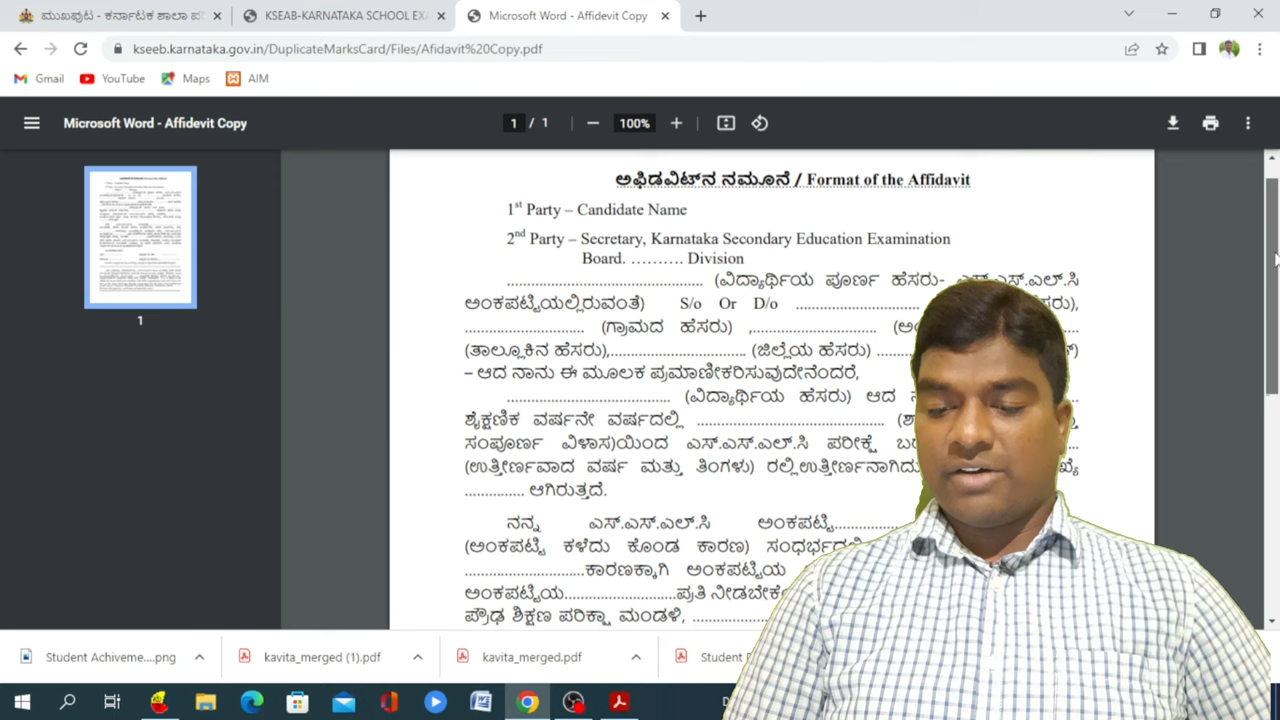 ಮುಖಪುಟ - ಕರ್ನಾಟಕ ಶಾಲಾ ಪರ
KSEAB-KARNATAKA SCHOOL EX
Microsoft Word - Affidevit Copy
kseeb.karnataka.gov.in/DuplicateMarksCard/Files/Afidavit%20Copy.pdf
Gmail YouTube Maps AIM
Microsoft Word - Affidevit Copy 1 / 1 100%
ಅಫಿಡವಿಟ್‌ನ ನಮೂನೆ / Format of the Affidavit
1st Party – Candidate Name
2nd Party – Secretary, Karnataka Secondary Education Examination
Board. ………. Division
........................................ (ವಿದ್ಯಾರ್ಥಿಯ ಪೂರ್ಣ ಹೆಸರು- ಎಸ್.ಎಸ್.ಎಲ್.ಸಿ
ಅಂಕಪಟ್ಟಿಯಲ್ಲಿರುವಂತೆ) S/o Or D/o ..........................
........................ (ಗ್ರಾಮದ ಹೆಸರು) ,........................
(ತಾಲ್ಲೂಕಿನ ಹೆಸರು),........................... (ಜಿಲ್ಲೆಯ ಹೆಸರು)
– ಆದ ನಾನು ಈ ಮೂಲಕ ಪ್ರಮಾಣೀಕರಿಸುವುದೇನೆಂದರೆ,
................................. (ವಿದ್ಯಾರ್ಥಿಯ ಹೆಸರು) ಆದ
ಶೈಕ್ಷಣಿಕ ವರ್ಷನೇ ವರ್ಷದಲ್ಲಿ ......................................
ಸಂಪೂರ್ಣ ವಿಳಾಸ)ಯಿಂದ ಎಸ್.ಎಸ್.ಎಲ್.ಸಿ ಪರೀಕ್ಷೆ
(ಉತ್ತೀರ್ಣವಾದ ವರ್ಷ ಮತ್ತು ತಿಂಗಳು) ರಲ್ಲಿಉತ್ತೀರ್ಣನಾಗಿದು
............ ಆಗಿರುತ್ತದೆ.
ನನ್ನ ಎಸ್.ಎಸ್.ಎಲ್.ಸಿ ಅಂಕಪಟ್ಟಿ.............
(ಅಂಕಪಟ್ಟಿ ಕಳೆದು ಕೊಂಡ ಕಾರಣ) ಸಂಧರ್ಭದಲ್ಲಿ
........................ಕಾರಣಕ್ಕಾಗಿ ಅಂಕಪಟ್ಟಿಯ
ಅಂಕಪಟ್ಟಿಯ......................ಪ್ರತಿ ನೀಡಬೇಕೆಂ
ಪ್ರೌಢ ಶಿಕ್ಷಣ ಪರಿಕ್ಷಾ ಮಂಡಳಿ, ................
1
Student Achiveme....png kavita_merged (1).pdf kavita_merged.pdf Student